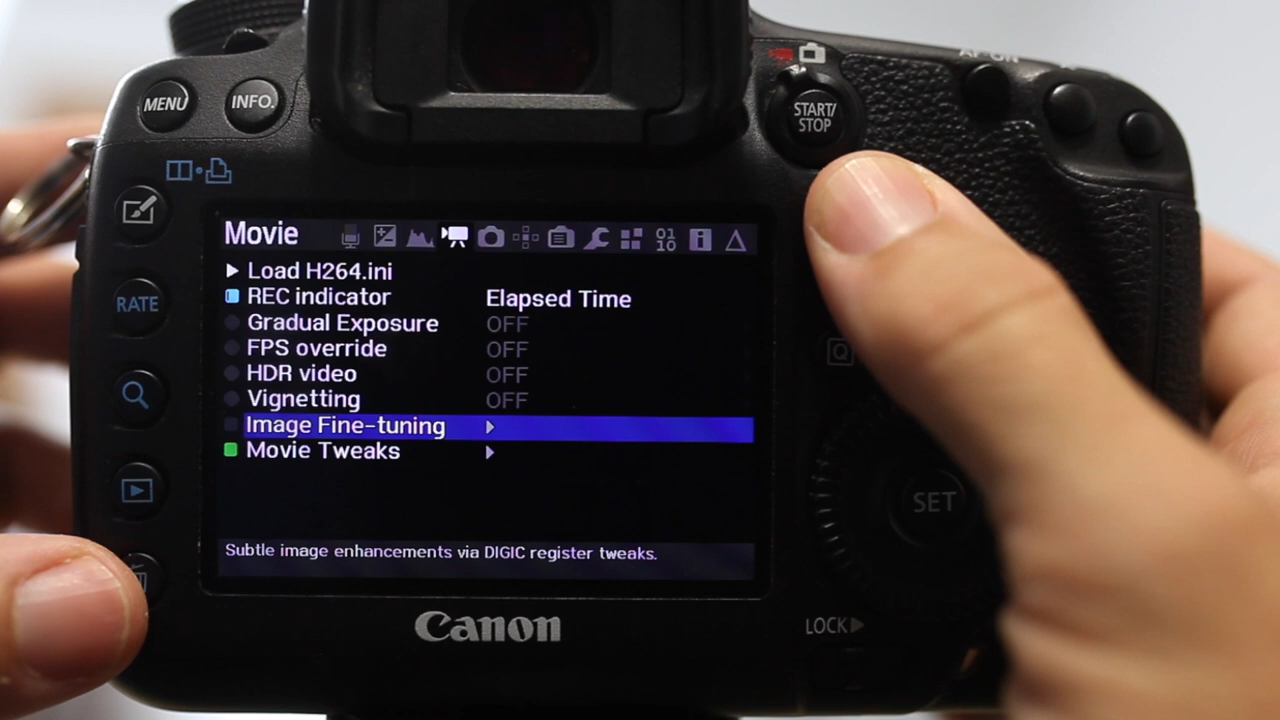 AF-ON
MENU
INFO.
START/
STOP
Movie
01
10
Load H264.ini
REC indicator Elapsed Time
Gradual Exposure OFF
FPS override OFF
HDR video OFF
Vignetting OFF
Image Fine-tuning
Movie Tweaks
Subtle image enhancements via DIGIC register tweaks.
RATE
Q
SET
Canon
LOCK